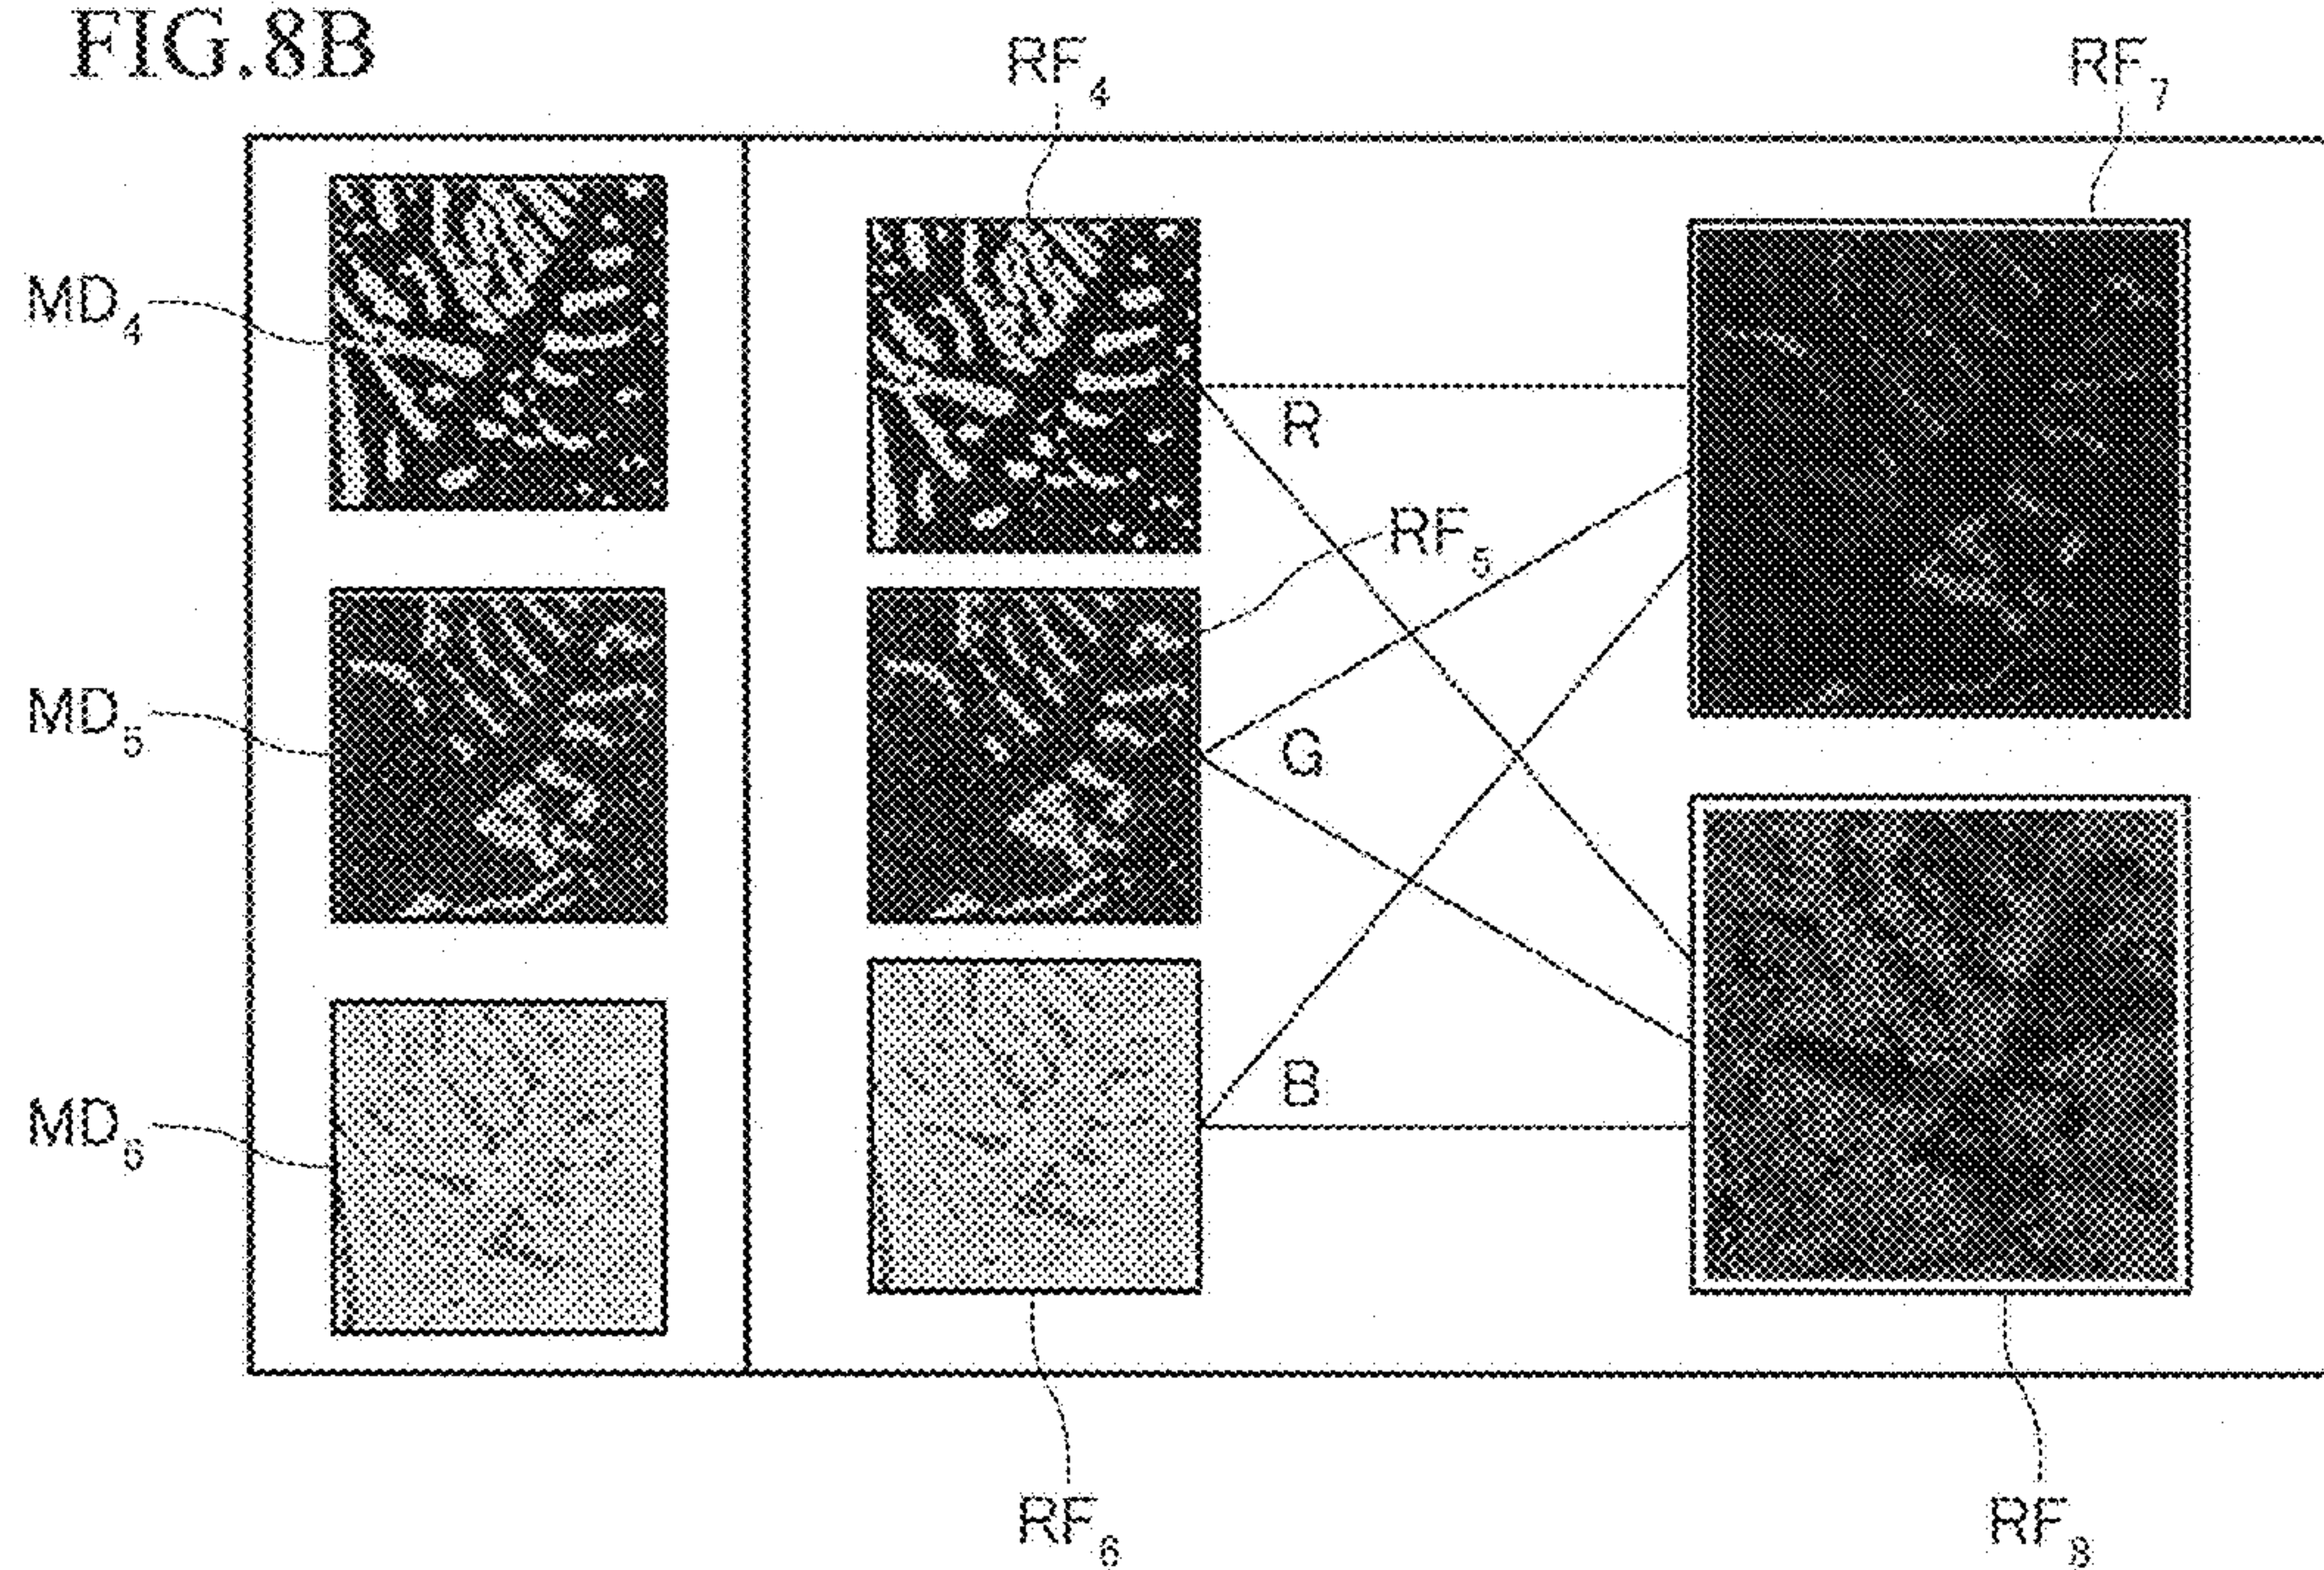 FIG.8B
RF₄
RF₇
MD₄
R
RF₅
MD₅
G
B
MD₆
RF₆
RF₈